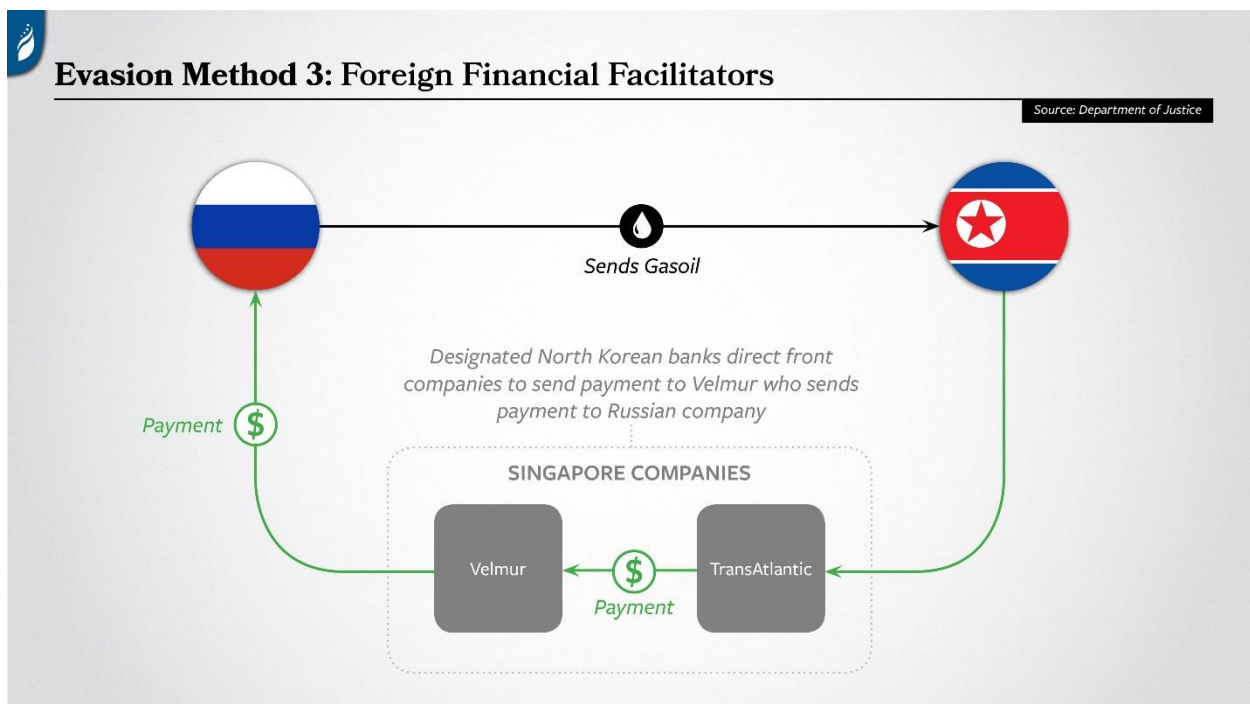 Evasion Method 3: Foreign Financial Facilitators
Source: Department of Justice
Sends Gasoil
Designated North Korean banks direct front
companies to send payment to Velmur who sends
payment to Russian company
Payment $
SINGAPORE COMPANIES
Velmur
$
TransAtlantic
Payment